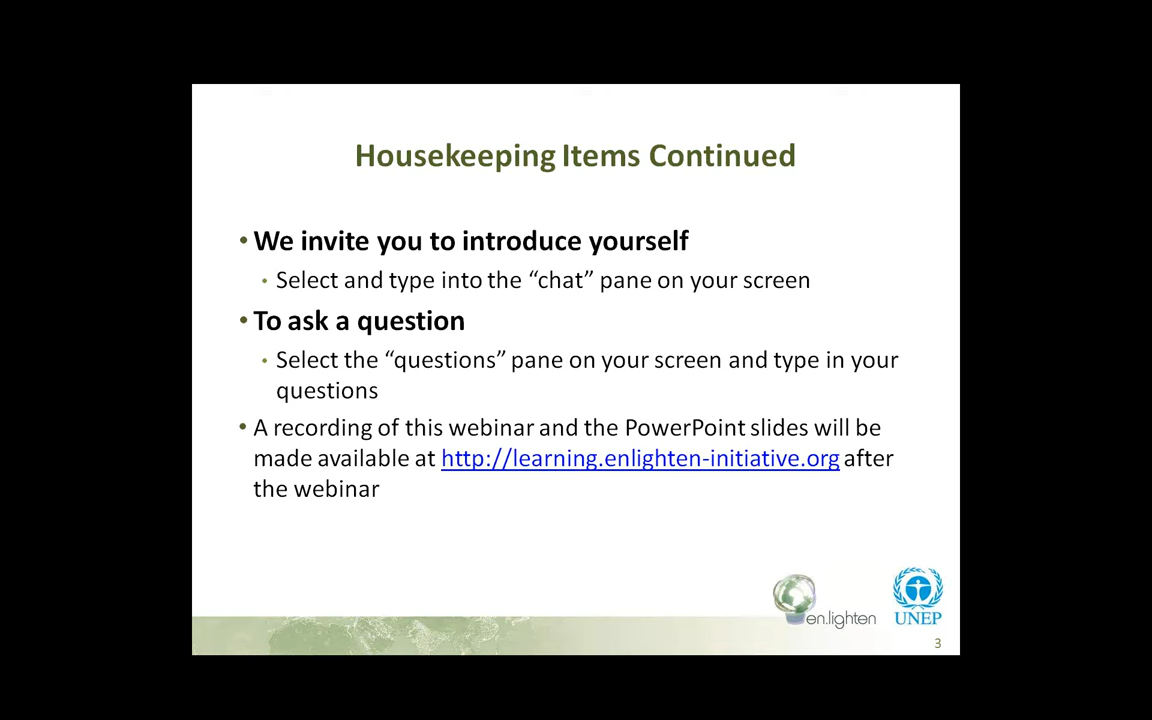 Housekeeping Items Continued
• We invite you to introduce yourself
• Select and type into the “chat” pane on your screen
• To ask a question
• Select the “questions” pane on your screen and type in your
questions
• A recording of this webinar and the PowerPoint slides will be
made available at http://learning.enlighten-initiative.org after
the webinar
en.lighten
UNEP
3